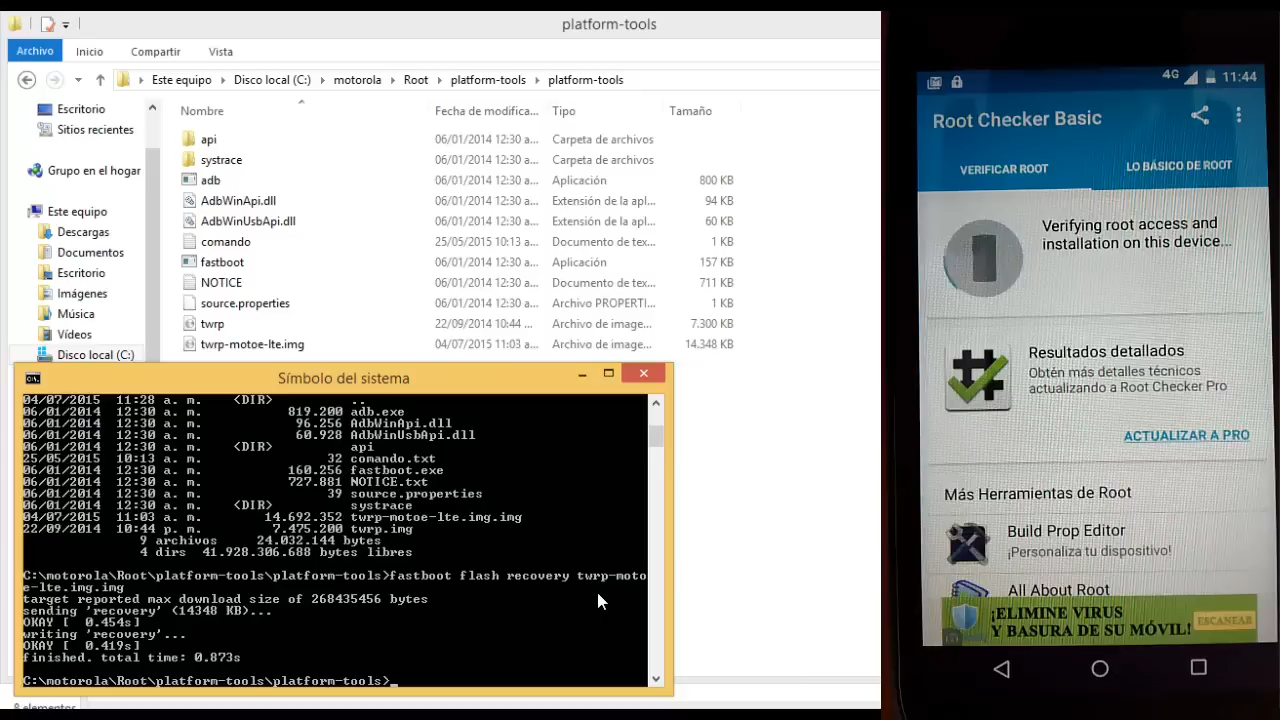 platform-tools
Archivo Inicio Compartir Vista
Este equipo Disco local (C:) motorola Root platform-tools platform-tools
Nombre Fecha de modifica... Tipo Tamaño
Escritorio
Sitios recientes
Grupo en el hogar
Este equipo
Descargas
Documentos
Escritorio
Imágenes
Música
Vídeos
Disco local (C:)
api 06/01/2014 12:30 a... Carpeta de archivos
systrace 06/01/2014 12:30 a... Carpeta de archivos
adb 06/01/2014 12:30 a... Aplicación 800 KB
AdbWinApi.dll 06/01/2014 12:30 a... Extensión de la apl... 94 KB
AdbWinUsbApi.dll 06/01/2014 12:30 a... Extensión de la apl... 60 KB
comando 25/05/2015 10:13 a... Documento de tex... 1 KB
fastboot 06/01/2014 12:30 a... Aplicación 157 KB
NOTICE 06/01/2014 12:30 a... Documento de tex... 711 KB
source.properties 06/01/2014 12:30 a... Archivo PROPERTI... 1 KB
twrp 22/09/2014 10:44 ... Archivo de image... 7.300 KB
twrp-motoe-lte.img 04/07/2015 11:03 a... Archivo de image... 14.348 KB
Símbolo del sistema
04/07/2015 11:28 a. m. <DIR> ..
06/01/2014 12:30 a. m. 819.200 adb.exe
06/01/2014 12:30 a. m. 96.256 AdbWinApi.dll
06/01/2014 12:30 a. m. 60.928 AdbWinUsbApi.dll
06/01/2014 12:30 a. m. <DIR> api
25/05/2015 10:13 a. m. 32 comando.txt
06/01/2014 12:30 a. m. 160.256 fastboot.exe
06/01/2014 12:30 a. m. 727.881 NOTICE.txt
06/01/2014 12:30 a. m. 39 source.properties
06/01/2014 12:30 a. m. <DIR> systrace
04/07/2015 11:03 a. m. 14.692.352 twrp-motoe-lte.img.img
22/09/2014 10:44 p. m. 7.475.200 twrp.img
9 archivos 24.032.144 bytes
4 dirs 41.928.306.688 bytes libres
C:\motorola\Root\platform-tools\platform-tools>fastboot flash recovery twrp-moto
e-lte.img.img
target reported max download size of 268435456 bytes
sending 'recovery' (14348 KB)...
OKAY [ 0.454s]
writing 'recovery'...
OKAY [ 0.419s]
finished. total time: 0.873s
C:\motorola\Root\platform-tools\platform-tools>_
8 elementos
4G 11:44
Root Checker Basic
VERIFICAR ROOT LO BÁSICO DE ROOT
Verifying root access and
installation on this device...
Resultados detallados
Obtén más detalles técnicos
actualizando a Root Checker Pro
ACTUALIZAR A PRO
Más Herramientas de Root
Build Prop Editor
¡Personaliza tu dispositivo!
All About Root
¡ELIMINE VIRUS
Y BASURA DE SU MÓVIL!
ESCANEAR